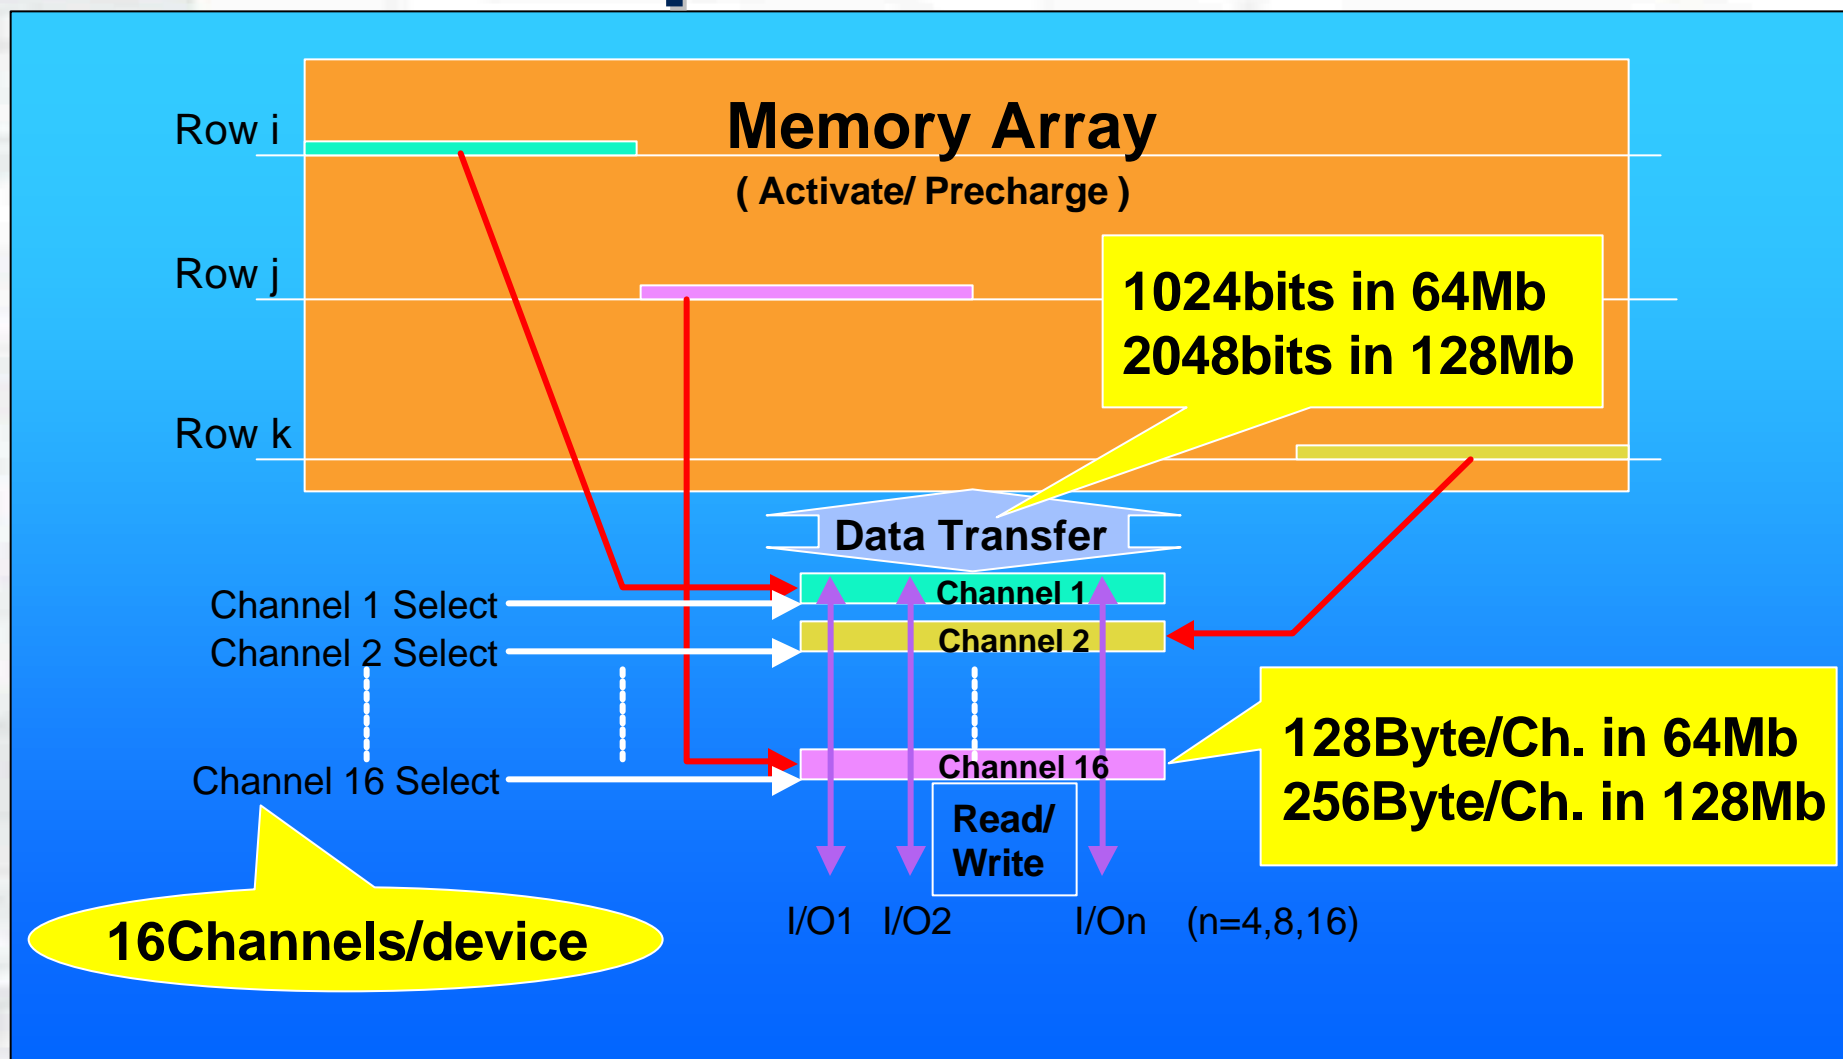 Row i
Memory Array
( Activate/ Precharge )
Row j
1024bits in 64Mb
2048bits in 128Mb
Row k
Data Transfer
Channel 1 Select
Channel 1
Channel 2 Select
Channel 2
Channel 16 Select
Channel 16
128Byte/Ch. in 64Mb
256Byte/Ch. in 128Mb
Read/
Write
16Channels/device
I/O1 I/O2 I/On (n=4,8,16)